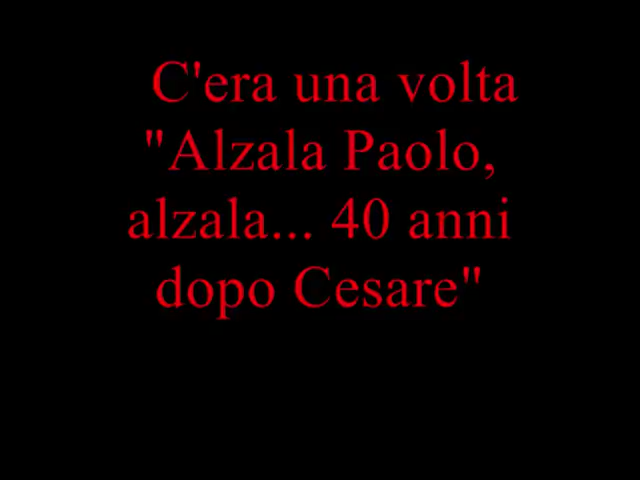 C'era una volta
"Alzala Paolo,
alzala... 40 anni
dopo Cesare"